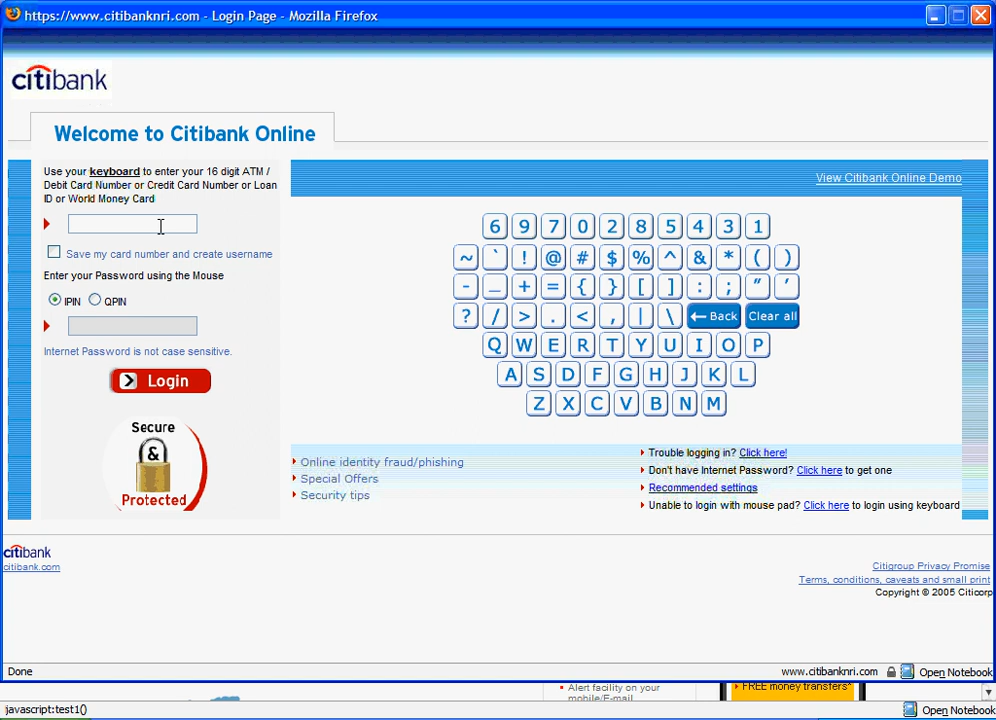 https://www.citibanknri.com - Login Page - Mozilla Firefox
citibank
Welcome to Citibank Online
Use your keyboard to enter your 16 digit ATM /
Debit Card Number or Credit Card Number or Loan
ID or World Money Card
Save my card number and create username
Enter your Password using the Mouse
IPIN QPIN
Internet Password is not case sensitive.
Login
Secure
&
Protected
View Citibank Online Demo
6 9 7 0 2 8 5 4 3 1
~ ` ! @ # $ % ^ & * ( )
- _ + = { } [ ] : ; " '
? / > . < , | \ Back Clear all
Q W E R T Y U I O P
A S D F G H J K L
Z X C V B N M
Online identity fraud/phishing
Special Offers
Security tips
Trouble logging in? Click here!
Don't have Internet Password? Click here to get one
Recommended settings
Unable to login with mouse pad? Click here to login using keyboard
citibank
citibank.com
Citigroup Privacy Promise
Terms, conditions, caveats and small print
Copyright © 2005 Citicorp
Done
www.citibanknri.com
Open Notebook
Alert facility on your
mobile/E-mail
FREE money transfers*
javascript:test1()
Open Notebook